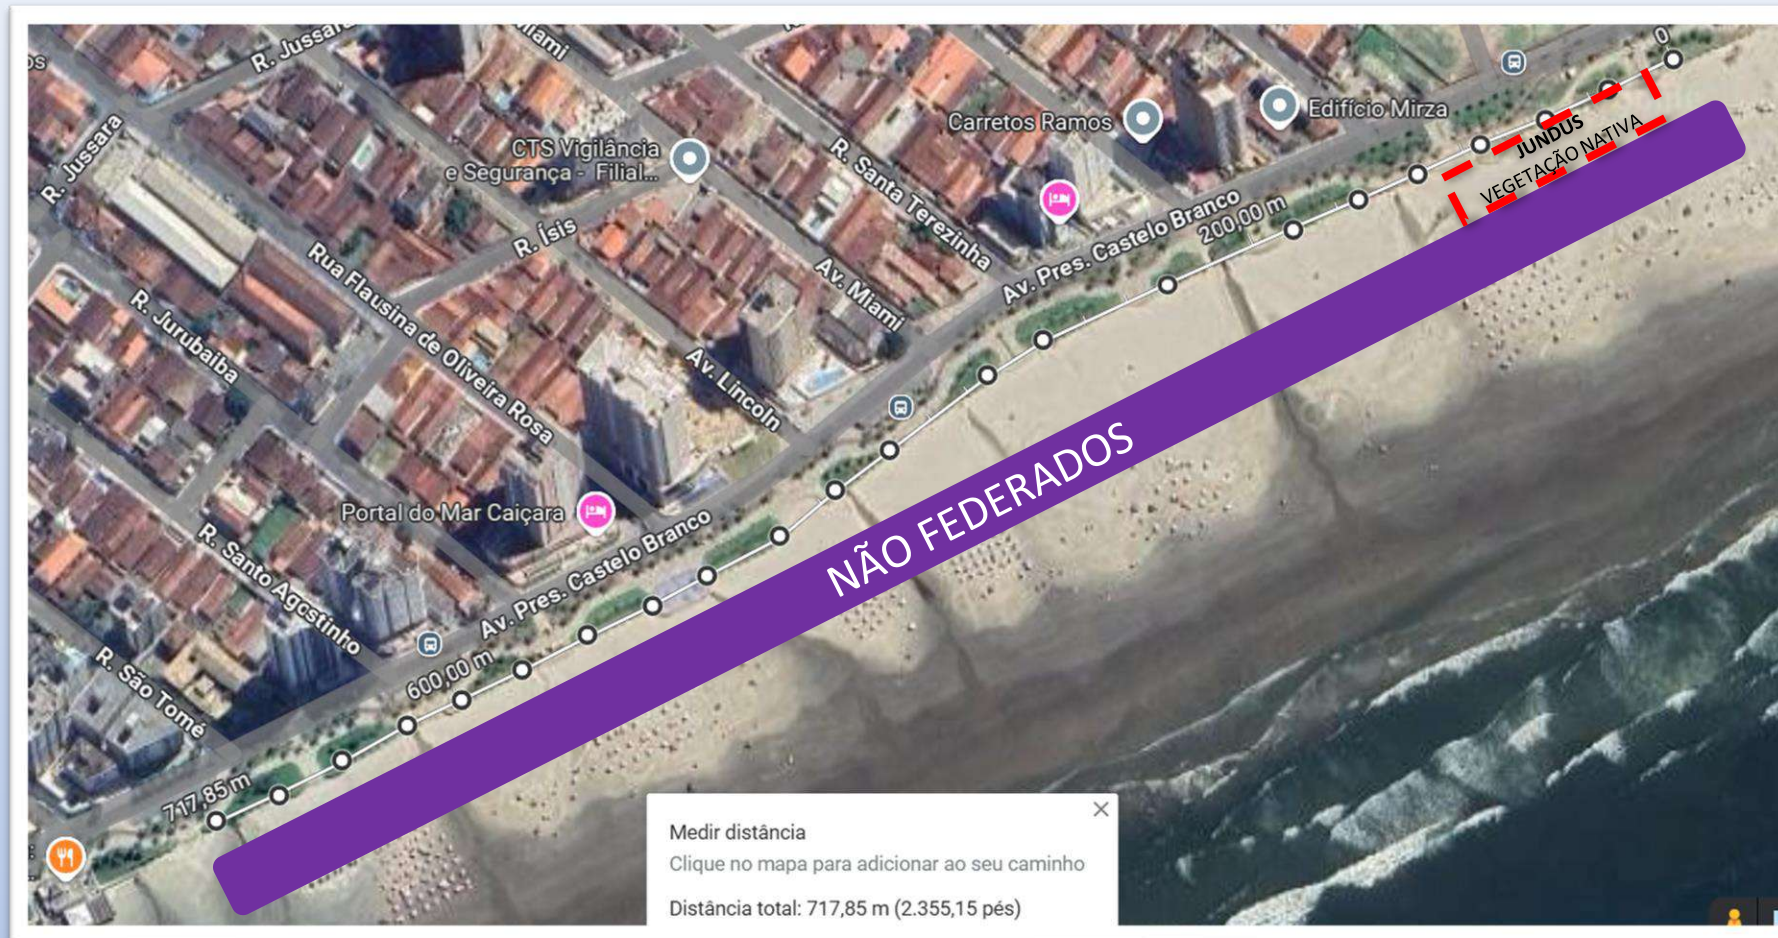 R. Jussara
Miami
os
R. Jussara
CTS Vigilância
e Segurança - Filial...
Carretos Ramos
Edifício Mirza
0
JUNDUS
VEGETAÇÃO NATIVA
R. Santa Terezinha
R. Ísis
Av. Miami
Av. Pres. Castelo Branco
200,00 m
Rua Flausina de Oliveira Rosa
R. Jurubaiba
Av. Lincoln
NÃO FEDERADOS
Portal do Mar Caiçara
Av. Pres. Castelo Branco
R. Santo Agostinho
600,00 m
R. São Tomé
717,85 m
Medir distância
Clique no mapa para adicionar ao seu caminho
Distância total: 717,85 m (2.355,15 pés)